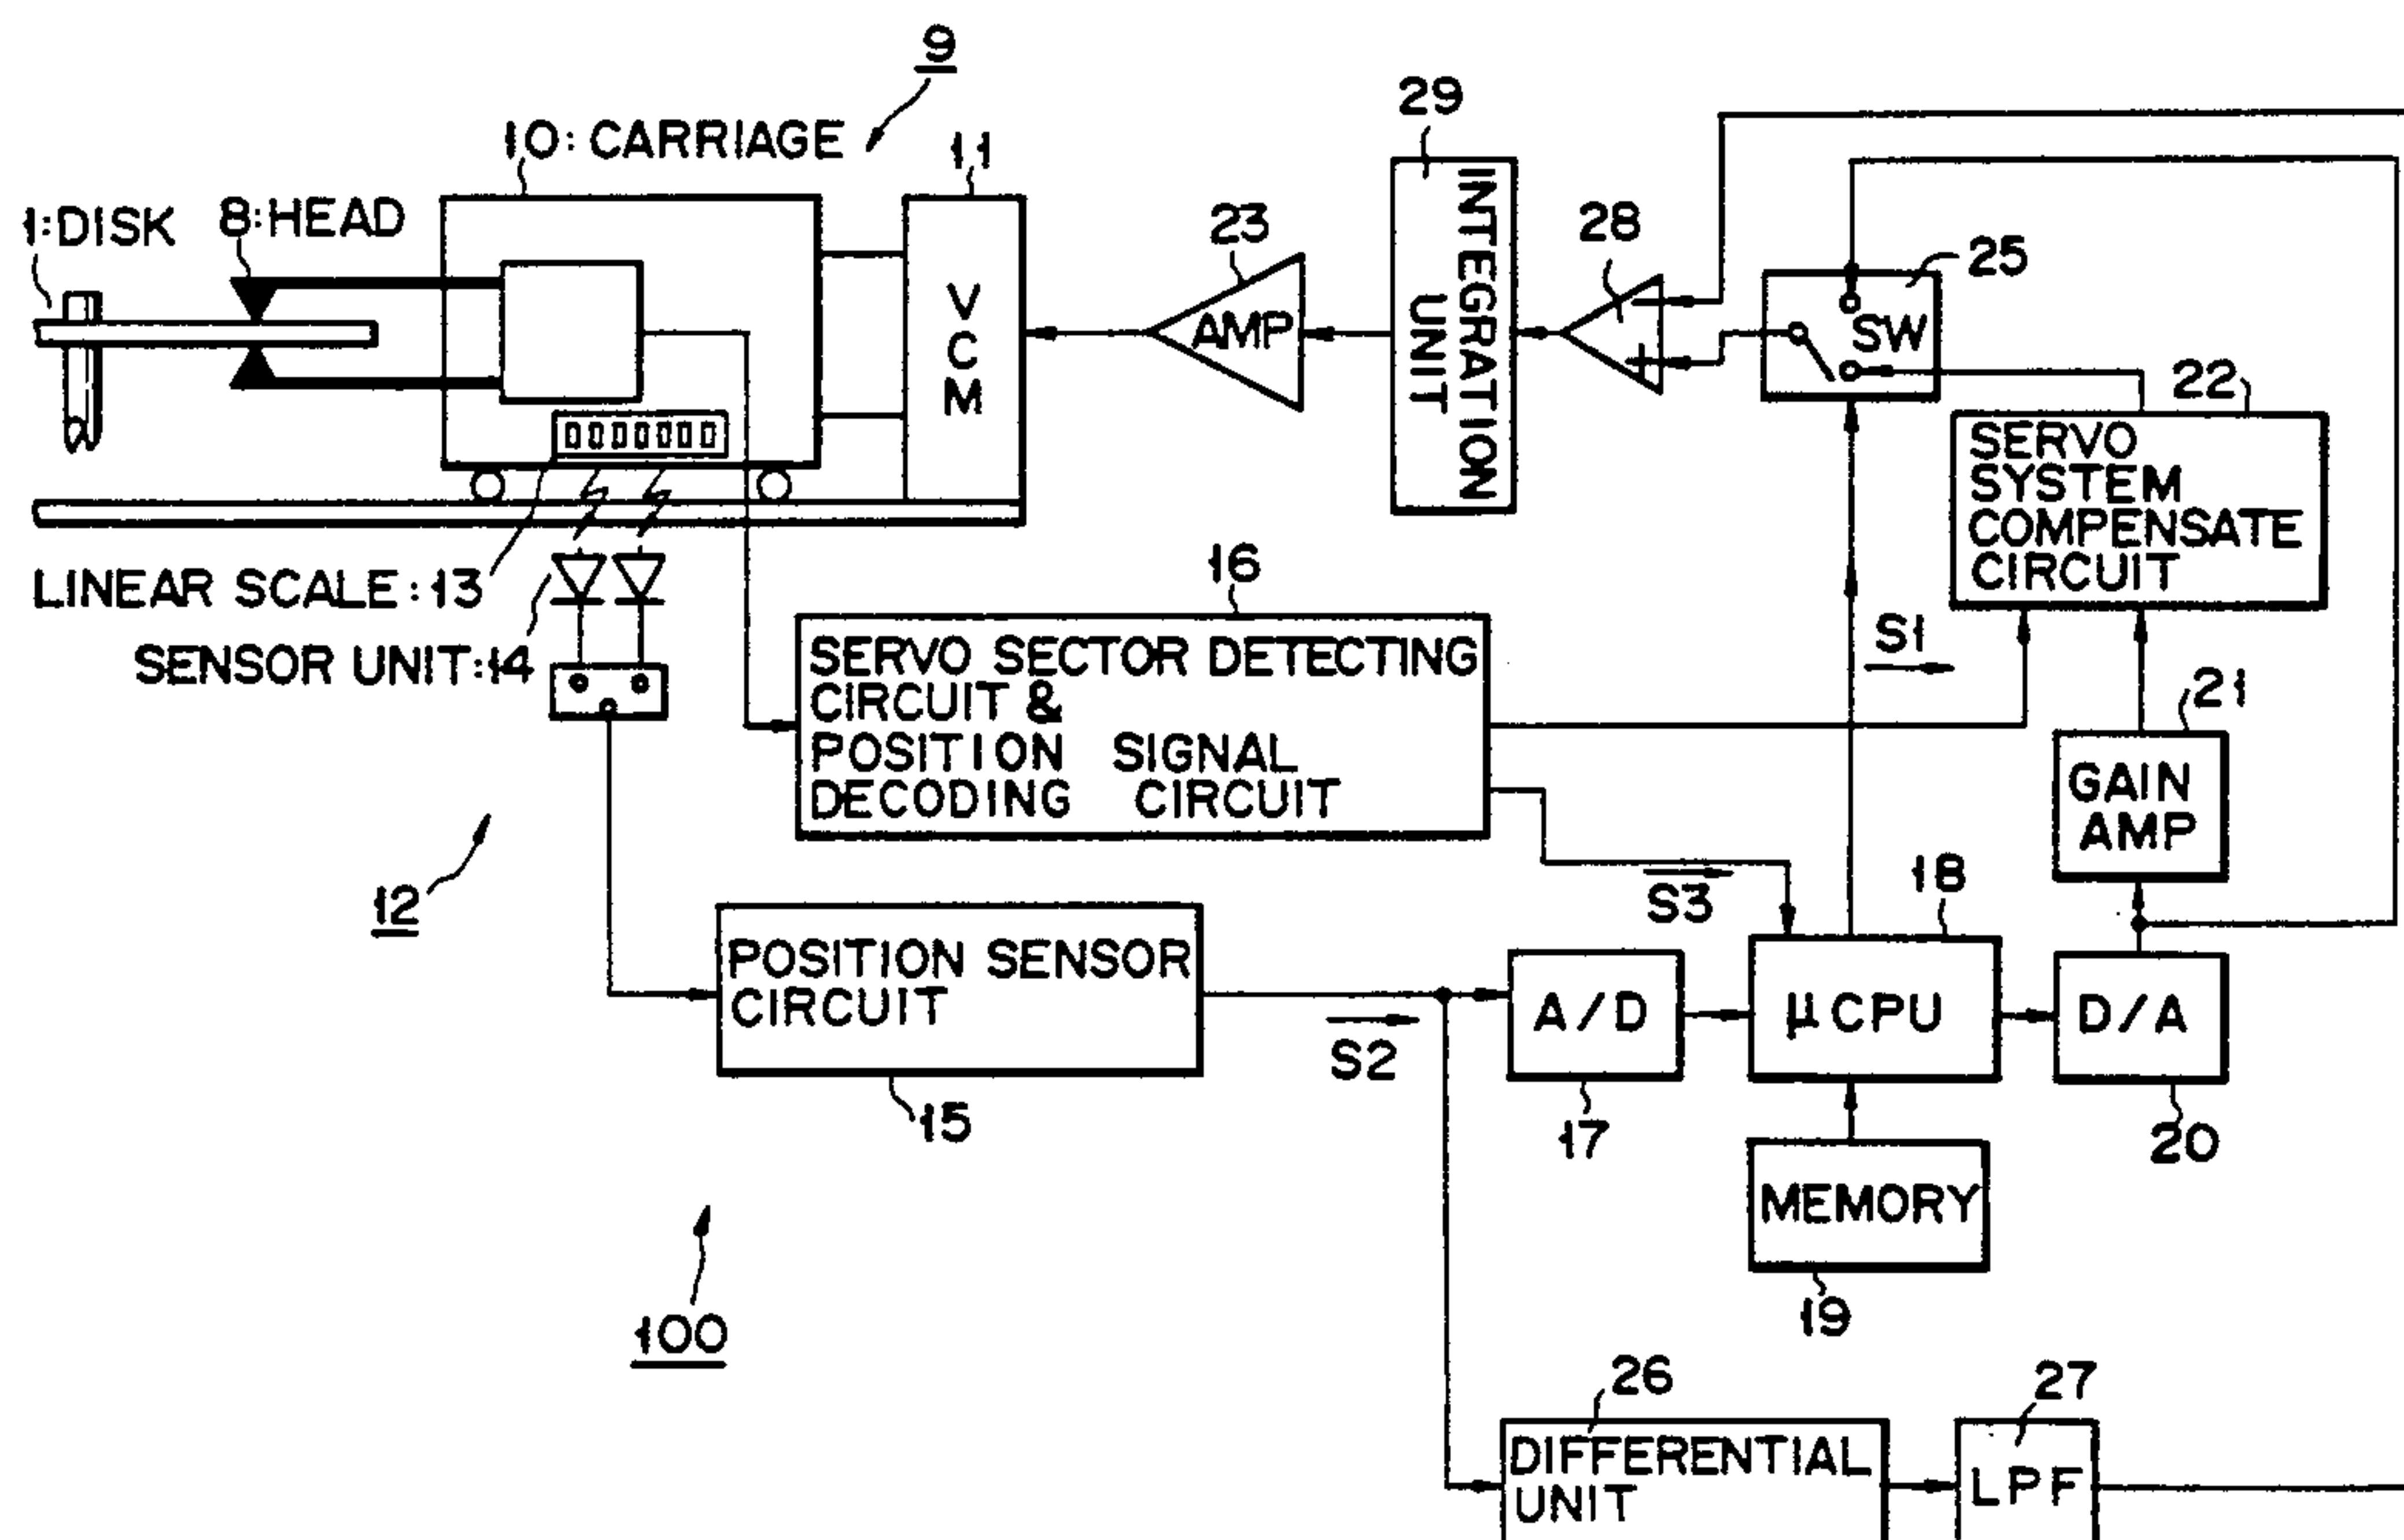 9
10: CARRIAGE
11
29
1:DISK
8:HEAD
23
28
25
VCM
AMP
INTEGRATION
UNIT
SW
22
SERVO
SYSTEM
COMPENSATE
CIRCUIT
LINEAR SCALE:13
SENSOR UNIT:14
16
SERVO SECTOR DETECTING
CIRCUIT &
POSITION SIGNAL
DECODING CIRCUIT
S1
21
GAIN
AMP
12
S3
18
POSITION SENSOR
CIRCUIT
15
S2
A/D
17
μCPU
D/A
20
MEMORY
19
100
26
DIFFERENTIAL
UNIT
27
LPF